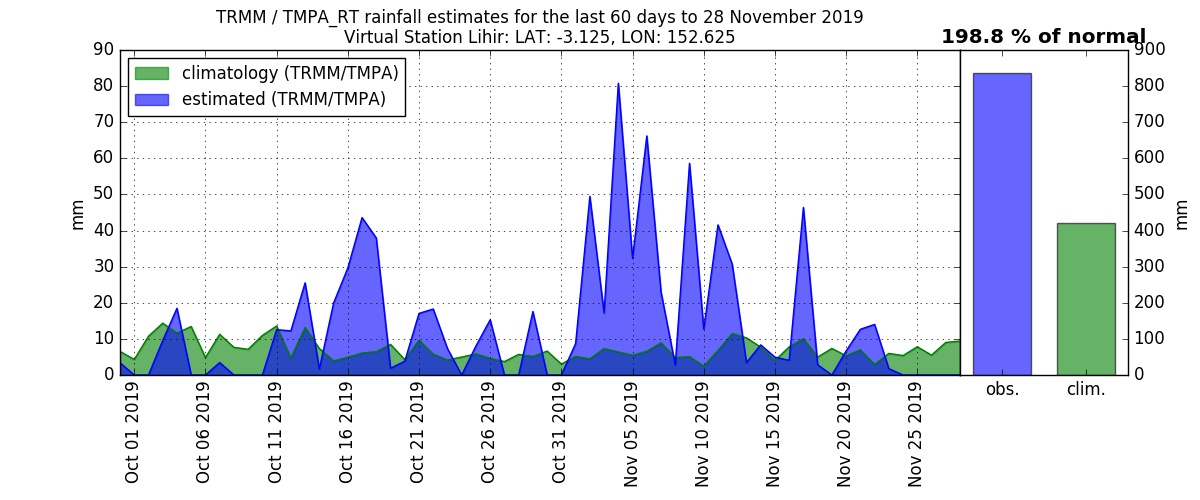 TRMM / TMPA_RT rainfall estimates for the last 60 days to 28 November 2019
Virtual Station Lihir: LAT: -3.125, LON: 152.625
198.8 % of normal
climatology (TRMM/TMPA)
estimated (TRMM/TMPA)
90
80
70
60
50
40
30
20
10
0
mm
Oct 01 2019
Oct 06 2019
Oct 11 2019
Oct 16 2019
Oct 21 2019
Oct 26 2019
Oct 31 2019
Nov 05 2019
Nov 10 2019
Nov 15 2019
Nov 20 2019
Nov 25 2019
obs.
clim.
900
800
700
600
500
400
300
200
100
0
mm